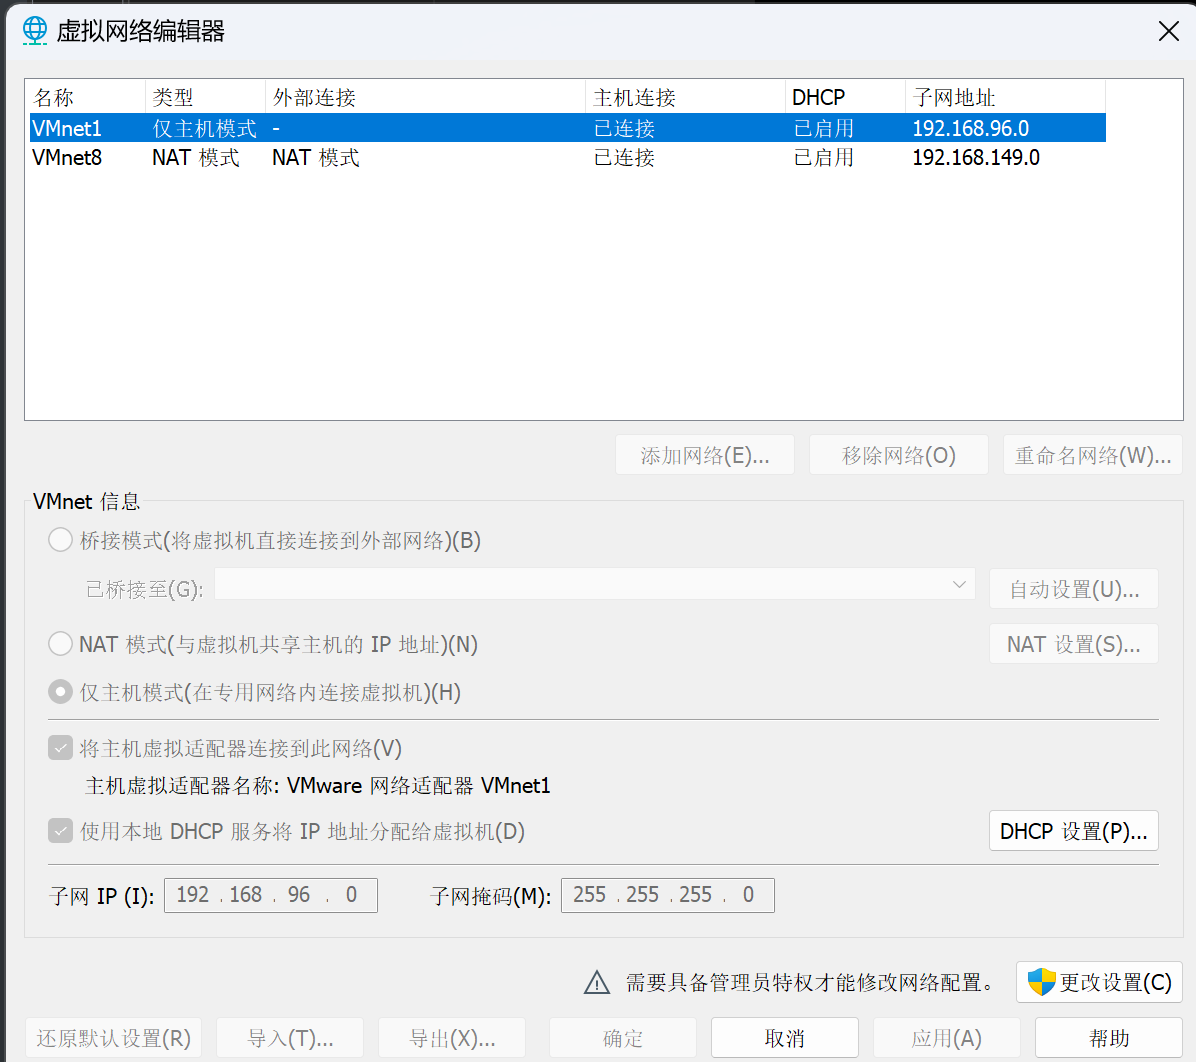 虚拟网络编辑器
名称 类型 外部连接 主机连接 DHCP 子网地址
VMnet1 仅主机模式 - 已连接 已启用 192.168.96.0
VMnet8 NAT 模式 NAT 模式 已连接 已启用 192.168.149.0
添加网络(E)... 移除网络(O) 重命名网络(W)...
VMnet 信息
桥接模式(将虚拟机直接连接到外部网络)(B)
已桥接至(G): 自动设置(U)...
NAT 模式(与虚拟机共享主机的 IP 地址)(N) NAT 设置(S)...
仅主机模式(在专用网络内连接虚拟机)(H)
将主机虚拟适配器连接到此网络(V)
主机虚拟适配器名称: VMware 网络适配器 VMnet1
使用本地 DHCP 服务将 IP 地址分配给虚拟机(D) DHCP 设置(P)...
子网 IP (I): 192 . 168 . 96 . 0 子网掩码(M): 255 . 255 . 255 . 0
需要具备管理员特权才能修改网络配置。 更改设置(C)
还原默认设置(R) 导入(T)... 导出(X)... 确定 取消 应用(A) 帮助